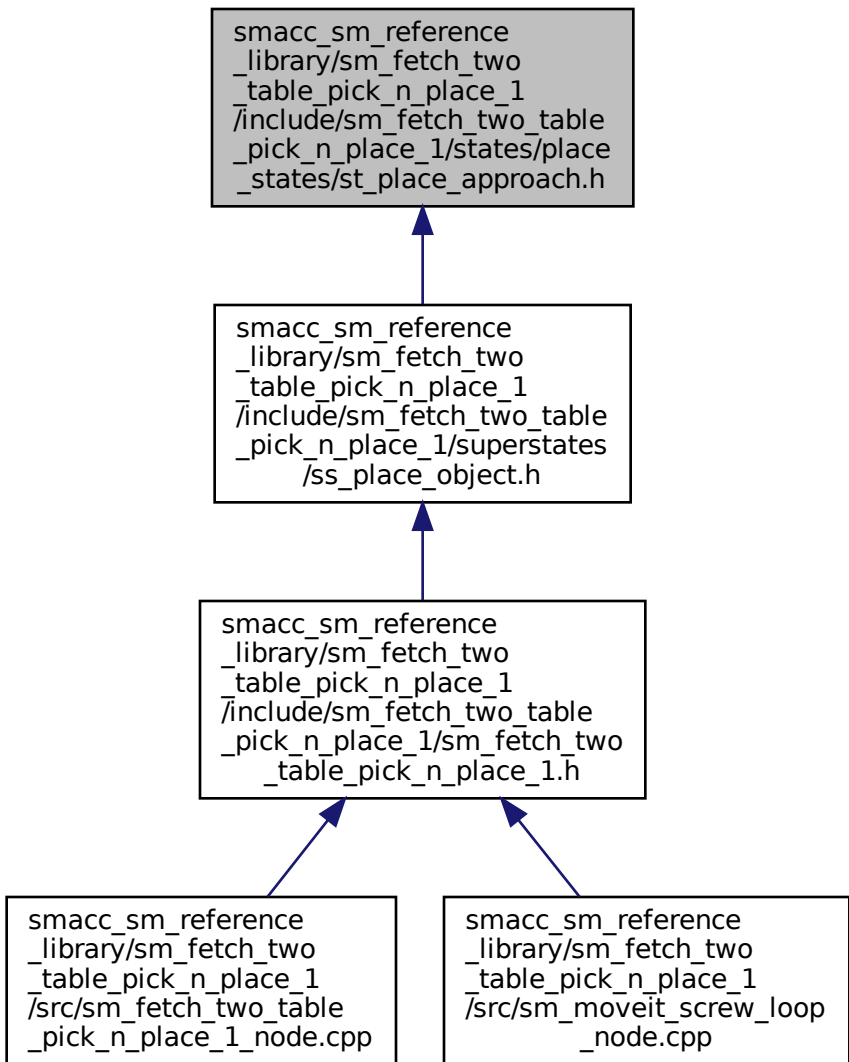 smacc_sm_reference
_library/sm_fetch_two
_table_pick_n_place_1
/include/sm_fetch_two_table
_pick_n_place_1/states/place
_states/st_place_approach.h
smacc_sm_reference
_library/sm_fetch_two
_table_pick_n_place_1
/include/sm_fetch_two_table
_pick_n_place_1/superstates
/ss_place_object.h
smacc_sm_reference
_library/sm_fetch_two
_table_pick_n_place_1
/include/sm_fetch_two_table
_pick_n_place_1/sm_fetch_two
_table_pick_n_place_1.h
smacc_sm_reference
_library/sm_fetch_two
_table_pick_n_place_1
/src/sm_fetch_two_table
_pick_n_place_1_node.cpp
smacc_sm_reference
_library/sm_fetch_two
_table_pick_n_place_1
/src/sm_moveit_screw_loop
_node.cpp